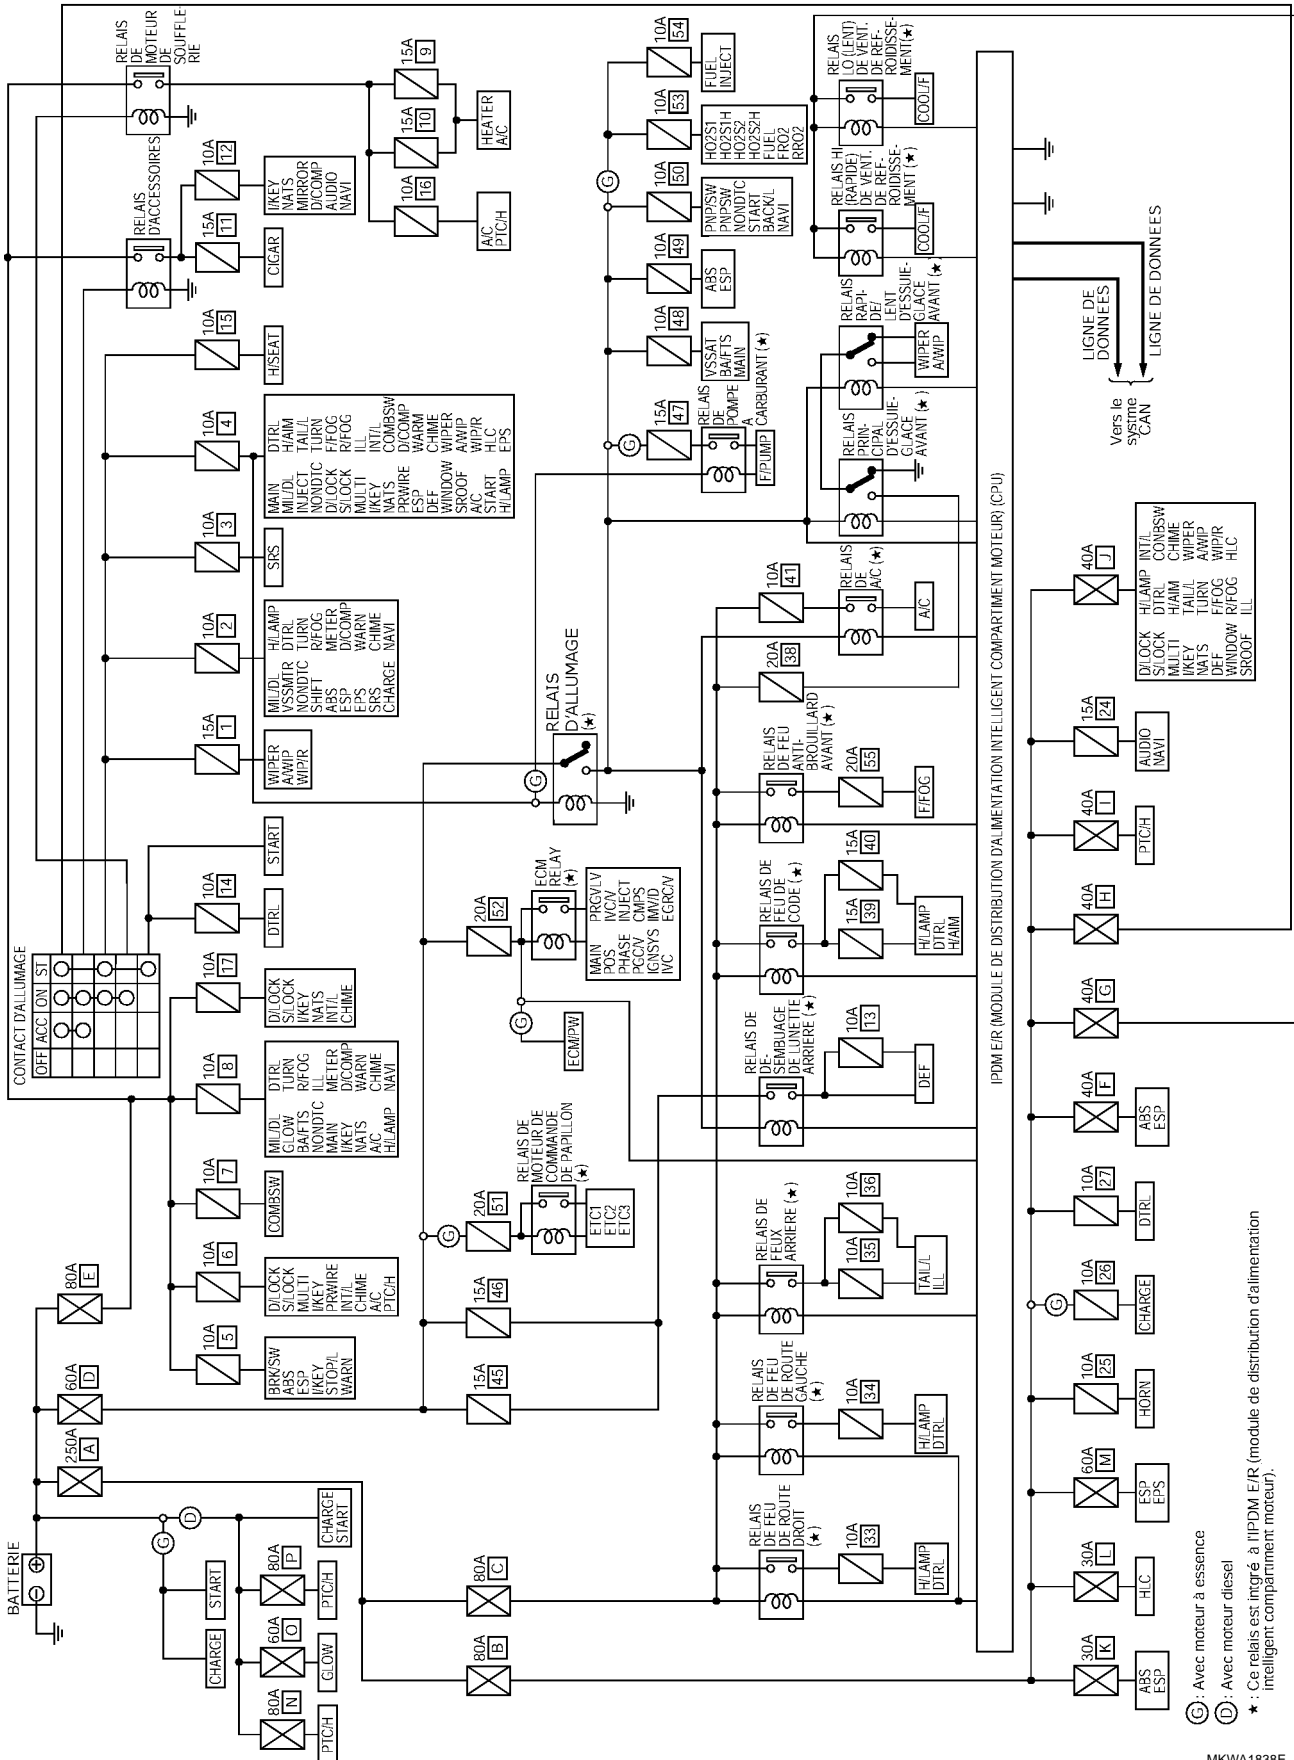 BATTERIE
250A
A
60A
D
80A
E
G
D
CHARGE
START
CHARGE
START
80A
P
PTC/H
60A
O
GLOW
80A
N
PTC/H
CONTACT D'ALLUMAGE
OFF
ACC
ON
ST
10A
5
BRK/SW
ABS
ESP
I/KEY
STOP/L
WARN
10A
6
D/LOCK
S/LOCK
MULTI
I/KEY
PRWIRE
INT/L
CHIME
A/C
PTC/H
10A
7
COMBSW
10A
8
MIL/DL
GLOW
BA/FTS
NONDTC
MAIN
I/KEY
NATS
A/C
H/LAMP
DTRL
TURN
R/FOG
ILL
METER
D/COMP
WARN
CHIME
NAVI
10A
17
D/LOCK
S/LOCK
I/KEY
NATS
INT/L
CHIME
10A
14
DTRL
START
15A
1
WIPER
A/WIP
WIP/R
10A
2
MIL/DL
VSSMTR
NONDTC
SHIFT
ABS
ESP
EPS
SRS
CHARGE
H/LAMP
DTRL
TURN
R/FOG
METER
D/COMP
WARN
CHIME
NAVI
10A
3
SRS
10A
4
MAIN
MIL/DL
INJECT
NONDTC
D/LOCK
S/LOCK
MULTI
I/KEY
NATS
PRWIRE
ESP
DEF
WINDOW
SROOF
A/C
START
H/LAMP
DTRL
H/AIM
TAIL/L
TURN
F/FOG
R/FOG
ILL
INT/L
COMBSW
D/COMP
WARM
CHIME
WIPER
A/WIP
WIP/R
HLC
EPS
10A
15
H/SEAT
RELAIS
D'ACCESSOIRES
15A
11
CIGAR
10A
12
I/KEY
NATS
MIRROR
D/COMP
AUDIO
NAVI
RELAIS
DE
MOTEUR
DE
SOUFFLE-
RIE
10A
16
A/C
PTC/H
15A
10
15A
9
HEATER
A/C
15A
45
15A
46
G
20A
51
RELAIS DE
MOTEUR DE
COMMANDE
DE PAPILLON
(★)
ETC1
ETC2
ETC3
G
ECM/PW
20A
52
ECM
RELAY
(★)
MAIN
POS
PHASE
PGC/V
IGNSYS
IVC
PRGVLV
IVC/V
INJECT
CMPS
IMV/D
EGRC/V
G
RELAIS
D'ALLUMAGE
(★)
G
15A
47
RELAIS
DE
POMPE
A
CARBURANT (★)
F/PUMP
10A
48
VSSAT
BA/FTS
MAIN
10A
49
ABS
ESP
10A
50
PNP/SW
PNPSW
NONDTC
START
BACK/L
NAVI
G
10A
53
HO2S1
HO2S1H
HO2S2
HO2S2H
FUEL
FRO2
RRO2
10A
54
FUEL
INJECT
80A
B
80A
C
RELAIS
DE FEU
DE ROUTE
DROIT
(★)
10A
33
H/LAMP
DTRL
RELAIS
DE FEU
DE ROUTE
GAUCHE
(★)
10A
34
H/LAMP
DTRL
RELAIS DE
FEUX
ARRIERE (★)
10A
35
10A
36
TAIL/L
ILL
RELAIS DE
DE-
SEMBUAGE
DE LUNETTE
ARRIERE (★)
10A
13
DEF
RELAIS DE
FEU DE
CODE (★)
15A
39
15A
40
H/LAMP
DTRL
H/AIM
RELAIS
DE FEU
ANTI-
BROUILLARD
AVANT (★)
20A
55
F/FOG
20A
38
10A
41
RELAIS
DE
A/C (★)
A/C
RELAIS
PRIN-
CIPAL
D'ESSUIE-
GLACE
AVANT (★)
RELAIS
RAPI-
DE/
LENT
D'ESSUIE-
GLACE
AVANT (★)
WIPER
A/WIP
RELAIS HI
(RAPIDE)
DE VENT.
DE REF-
ROIDISSE-
MENT (★)
COOL/F
RELAIS
LO (LENT)
DE VENT.
DE REF-
ROIDISSE-
MENT(★)
COOL/F
IPDM E/R (MODULE DE DISTRIBUTION D'ALIMENTATION INTELLIGENT COMPARTIMENT MOTEUR) (CPU)
LIGNE DE
DONNEES
LIGNE DE DONNEES
Vers le
système
CAN
30A
K
ABS
ESP
30A
L
HLC
60A
M
ESP
EPS
10A
25
HORN
G
10A
26
CHARGE
10A
27
DTRL
40A
F
ABS
ESP
40A
G
40A
H
40A
I
PTC/H
15A
24
AUDIO
NAVI
40A
J
D/LOCK
S/LOCK
MULTI
I/KEY
NATS
DEF
WINDOW
SROOF
H/LAMP
DTRL
H/AIM
TAIL/L
TURN
F/FOG
R/FOG
ILL
INT/L
CONBSW
CHIME
WIPER
A/WIP
WIP/R
HLC
G : Avec moteur à essence
D : Avec moteur diesel
★ : Ce relais est intgré à l'IPDM E/R (module de distribution d'alimentation
intelligent compartiment moteur).
MKWA1838E